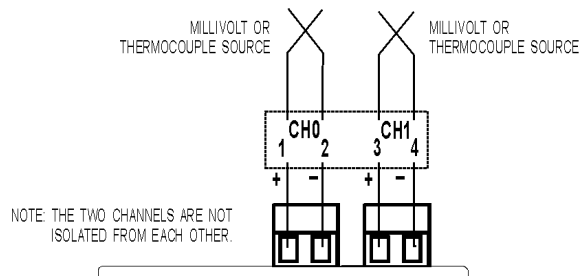 MILLIVOLT OR
THERMOCOUPLE SOURCE
MILLIVOLT OR
THERMOCOUPLE SOURCE
CH0 CH1
1 2 3 4
+ - + -
NOTE: THE TWO CHANNELS ARE NOT
ISOLATED FROM EACH OTHER.